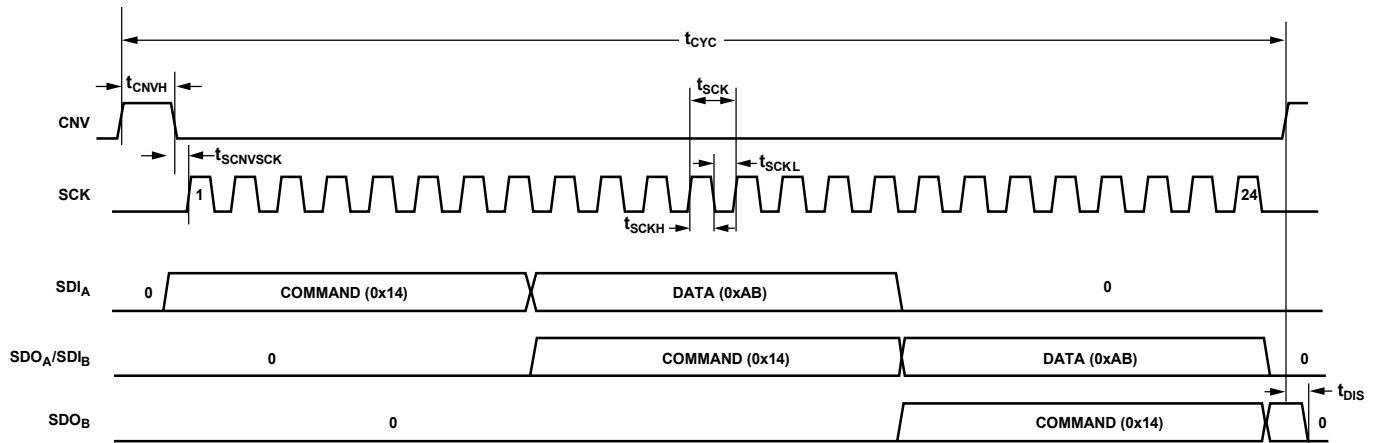 tCYC
tCNVH
tSCK
CNV
tSCNVSCK
tSCKL
SCK
1
24
tSCKH
SDIA
0
COMMAND (0x14)
DATA (0xAB)
0
SDOA/SDIB
0
COMMAND (0x14)
DATA (0xAB)
0
tDIS
SDOB
0
COMMAND (0x14)
0